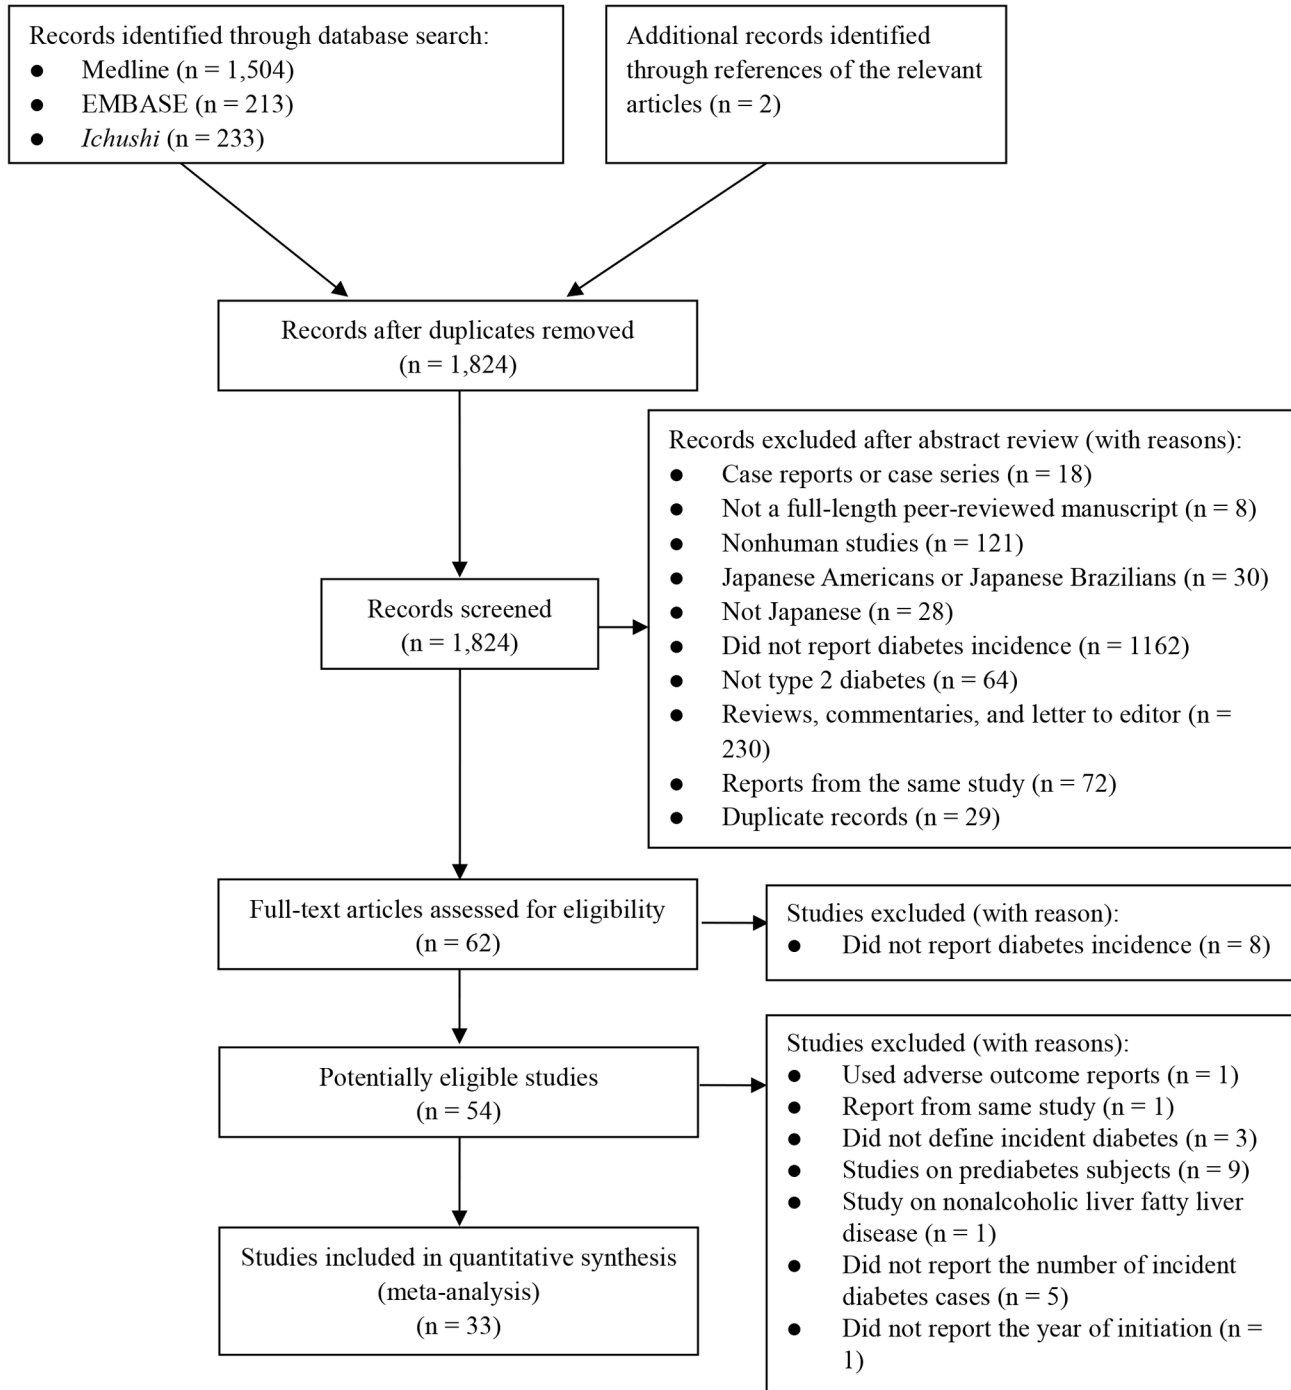 Records identified through database search:
● Medline (n = 1,504)
● EMBASE (n = 213)
● Ichushi (n = 233)
Additional records identified
through references of the relevant
articles (n = 2)
Records after duplicates removed
(n = 1,824)
Records excluded after abstract review (with reasons):
● Case reports or case series (n = 18)
● Not a full-length peer-reviewed manuscript (n = 8)
● Nonhuman studies (n = 121)
● Japanese Americans or Japanese Brazilians (n = 30)
● Not Japanese (n = 28)
● Did not report diabetes incidence (n = 1162)
● Not type 2 diabetes (n = 64)
● Reviews, commentaries, and letter to editor (n =
230)
● Reports from the same study (n = 72)
● Duplicate records (n = 29)
Records screened
(n = 1,824)
Full-text articles assessed for eligibility
(n = 62)
Studies excluded (with reason):
● Did not report diabetes incidence (n = 8)
Potentially eligible studies
(n = 54)
Studies excluded (with reasons):
● Used adverse outcome reports (n = 1)
● Report from same study (n = 1)
● Did not define incident diabetes (n = 3)
● Studies on prediabetes subjects (n = 9)
● Study on nonalcoholic liver fatty liver
disease (n = 1)
● Did not report the number of incident
diabetes cases (n = 5)
● Did not report the year of initiation (n =
1)
Studies included in quantitative synthesis
(meta-analysis)
(n = 33)